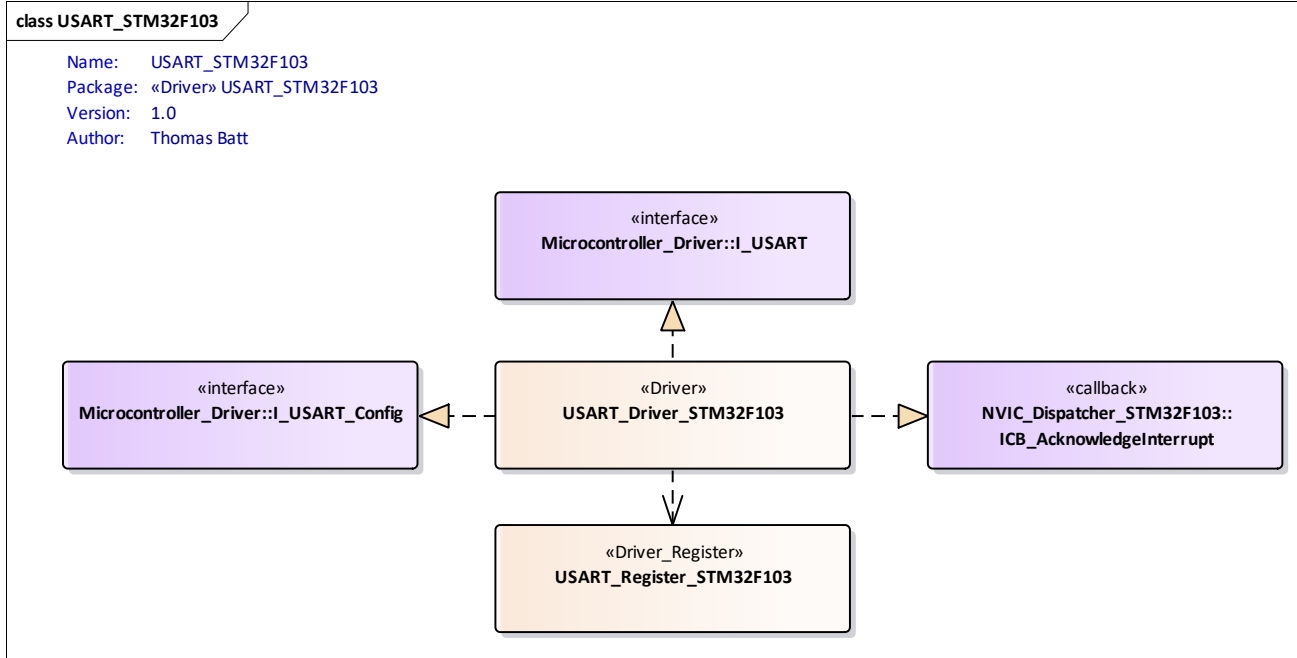 class USART_STM32F103
Name: USART_STM32F103
Package: «Driver» USART_STM32F103
Version: 1.0
Author: Thomas Batt
«interface»
Microcontroller_Driver::I_USART
«interface»
Microcontroller_Driver::I_USART_Config
«Driver»
USART_Driver_STM32F103
«callback»
NVIC_Dispatcher_STM32F103::
ICB_AcknowledgeInterrupt
«Driver_Register»
USART_Register_STM32F103